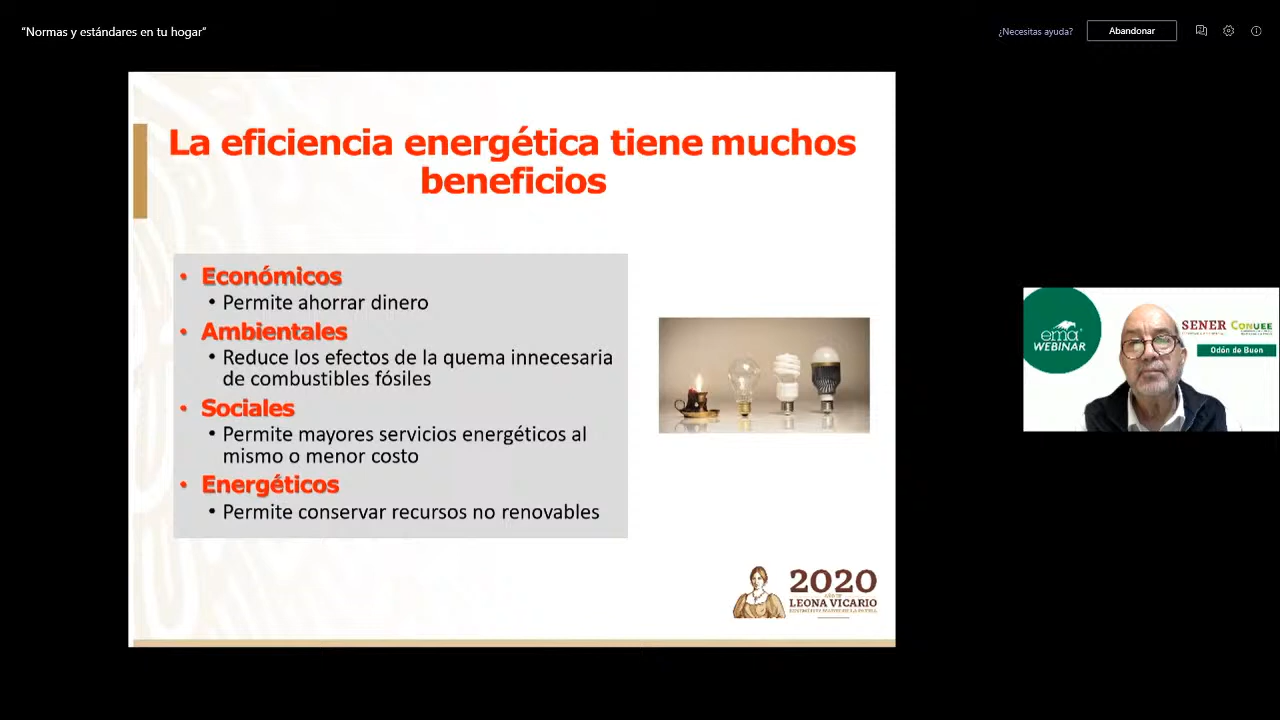 “Normas y estándares en tu hogar”
¿Necesitas ayuda?
Abandonar
La eficiencia energética tiene muchos
beneficios
• Económicos
• Permite ahorrar dinero
• Ambientales
• Reduce los efectos de la quema innecesaria
de combustibles fósiles
• Sociales
• Permite mayores servicios energéticos al
mismo o menor costo
• Energéticos
• Permite conservar recursos no renovables
ema
WEBINAR
SENER
CONUEE
Odón de Buen
2020
AÑO DE
LEONA VICARIO